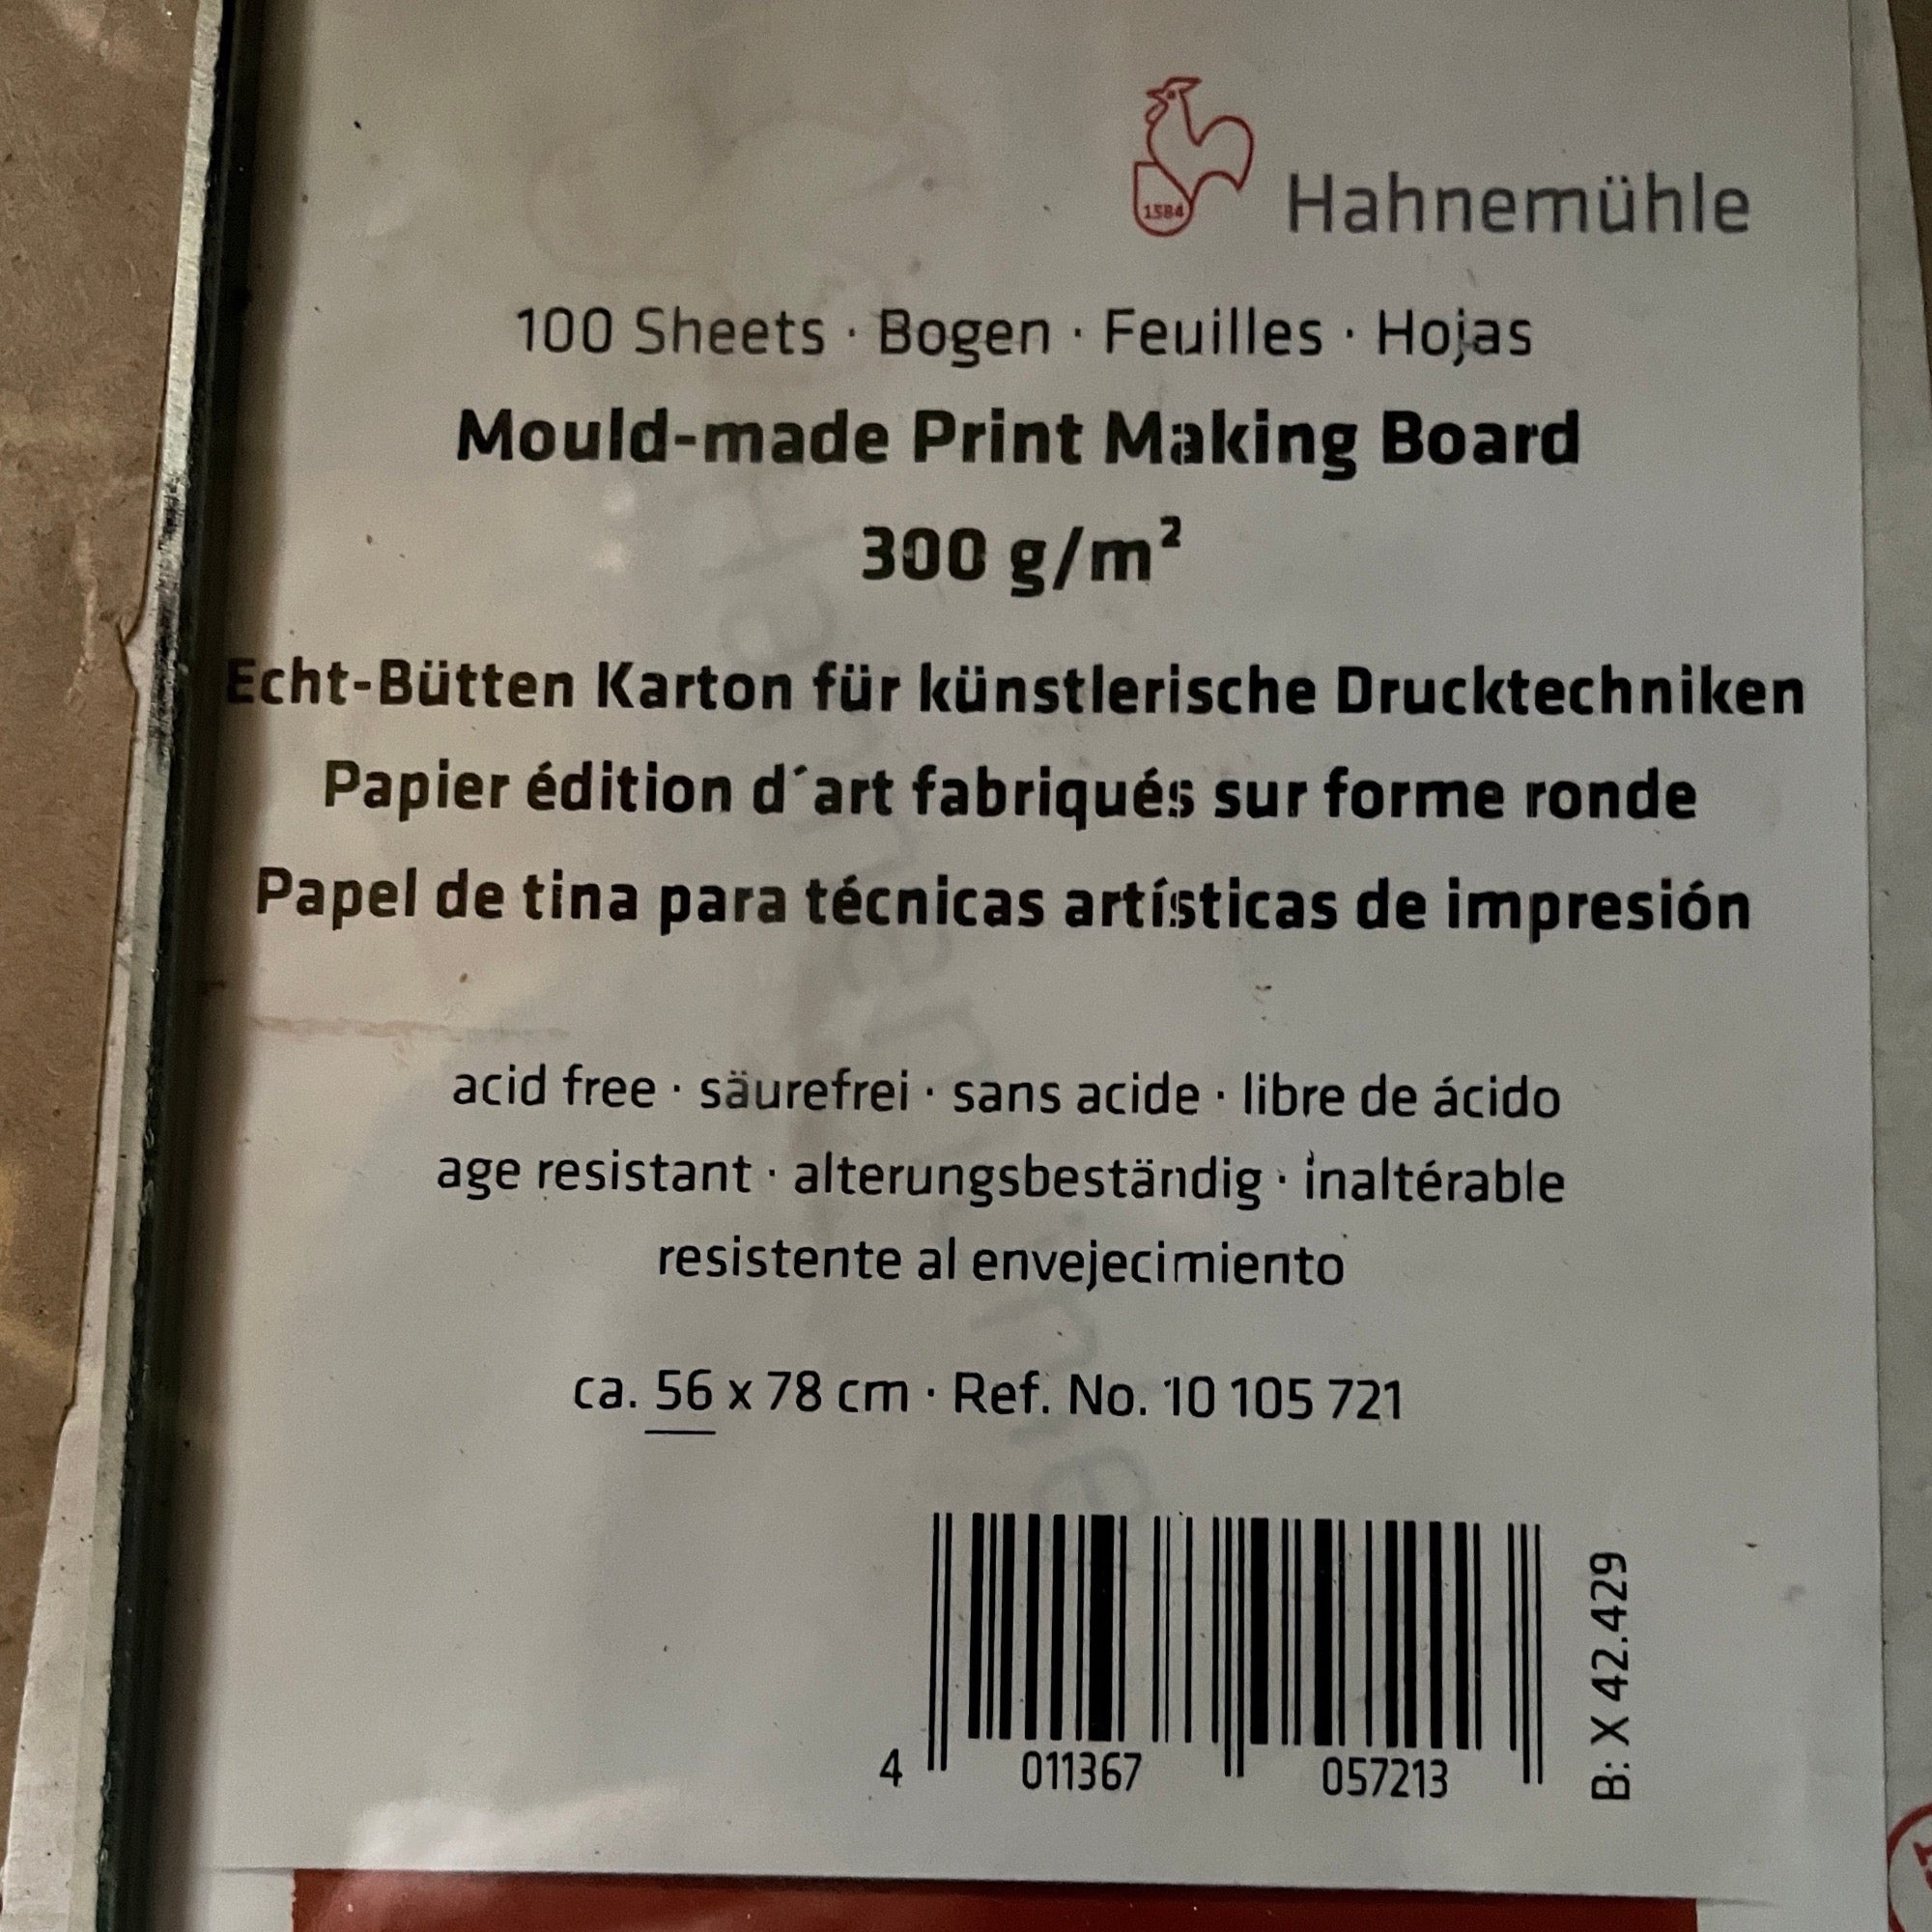 1584
Hahnemühle
100 Sheets · Bogen · Feuilles · Hojas
Mould-made Print Making Board
300 g/m²
Echt-Bütten Karton für künstlerische Drucktechniken
Papier édition d´art fabriqués sur forme ronde
Papel de tina para técnicas artísticas de impresión
acid free · säurefrei · sans acide · libre de ácido
age resistant · alterungsbeständig · inaltérable
resistente al envejecimiento
ca. 56 x 78 cm · Ref. No. 10 105 721
4 011367 057213
B: X 42.429